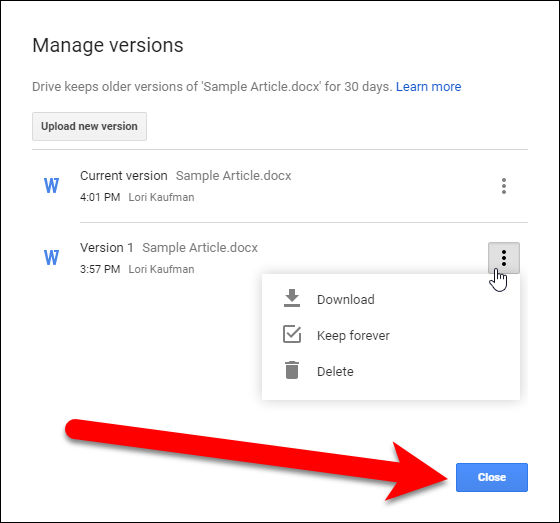 Manage versions
Drive keeps older versions of 'Sample Article.docx' for 30 days. Learn more
Upload new version
W Current version Sample Article.docx
4:01 PM Lori Kaufman
W Version 1 Sample Article.docx
3:57 PM Lori Kaufman
Download
Keep forever
Delete
Close